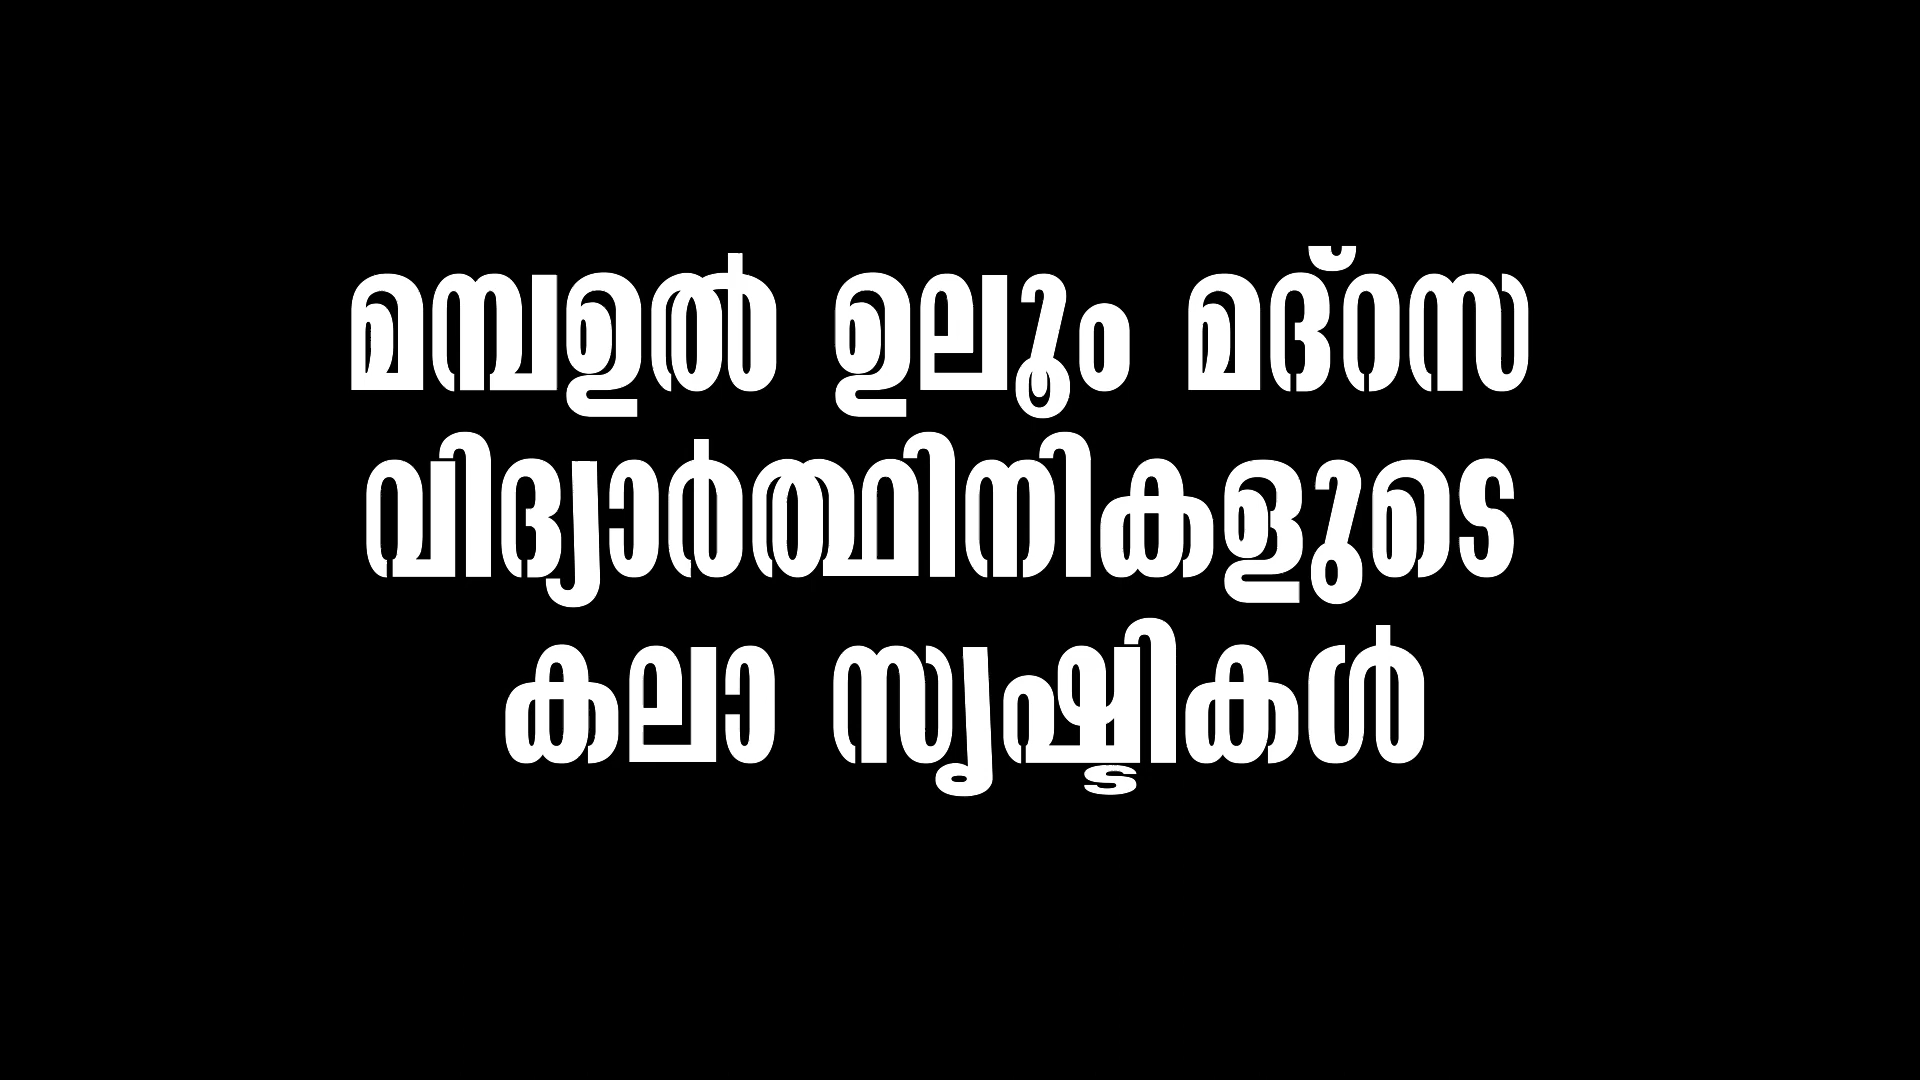 മമ്പഉൽ ഉലൂം മദ്റസ
വിദ്യാർത്ഥിനികളുടെ
കലാ സൃഷ്ടികൾ